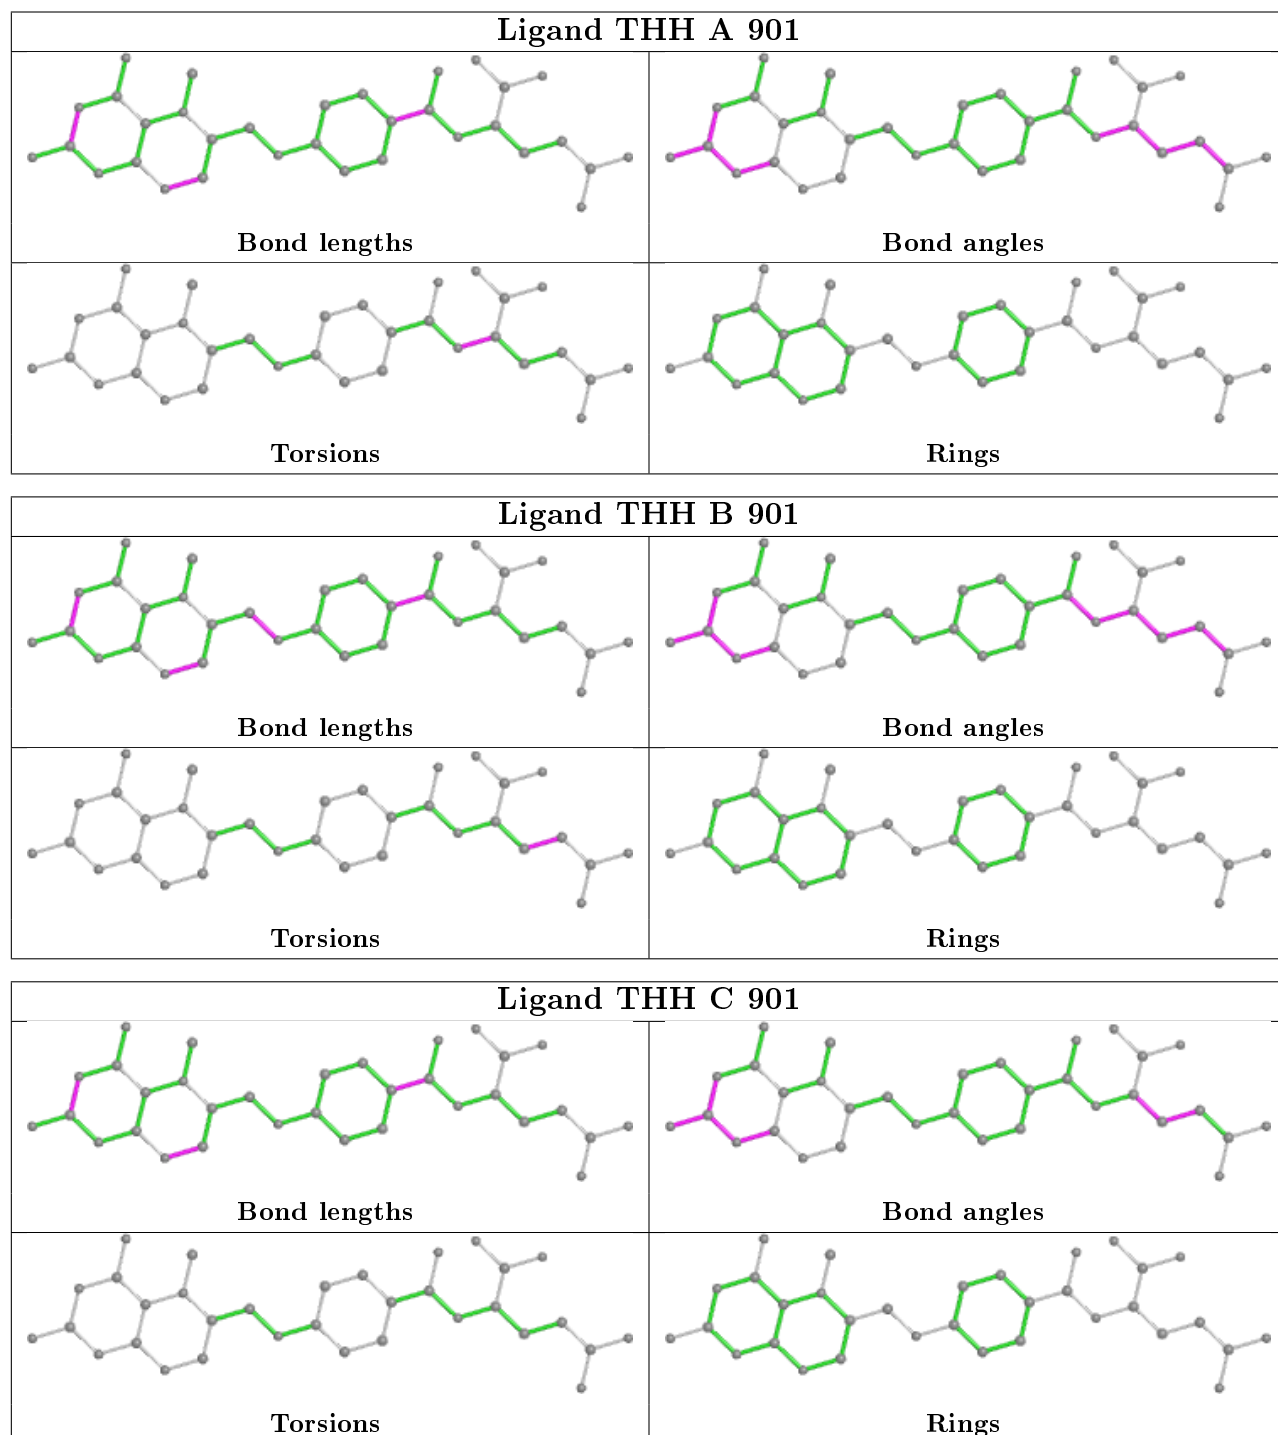 Ligand THH A 901
Bond lengths
Bond angles
Torsions
Rings
Ligand THH B 901
Bond lengths
Bond angles
Torsions
Rings
Ligand THH C 901
Bond lengths
Bond angles
Torsions
Rings